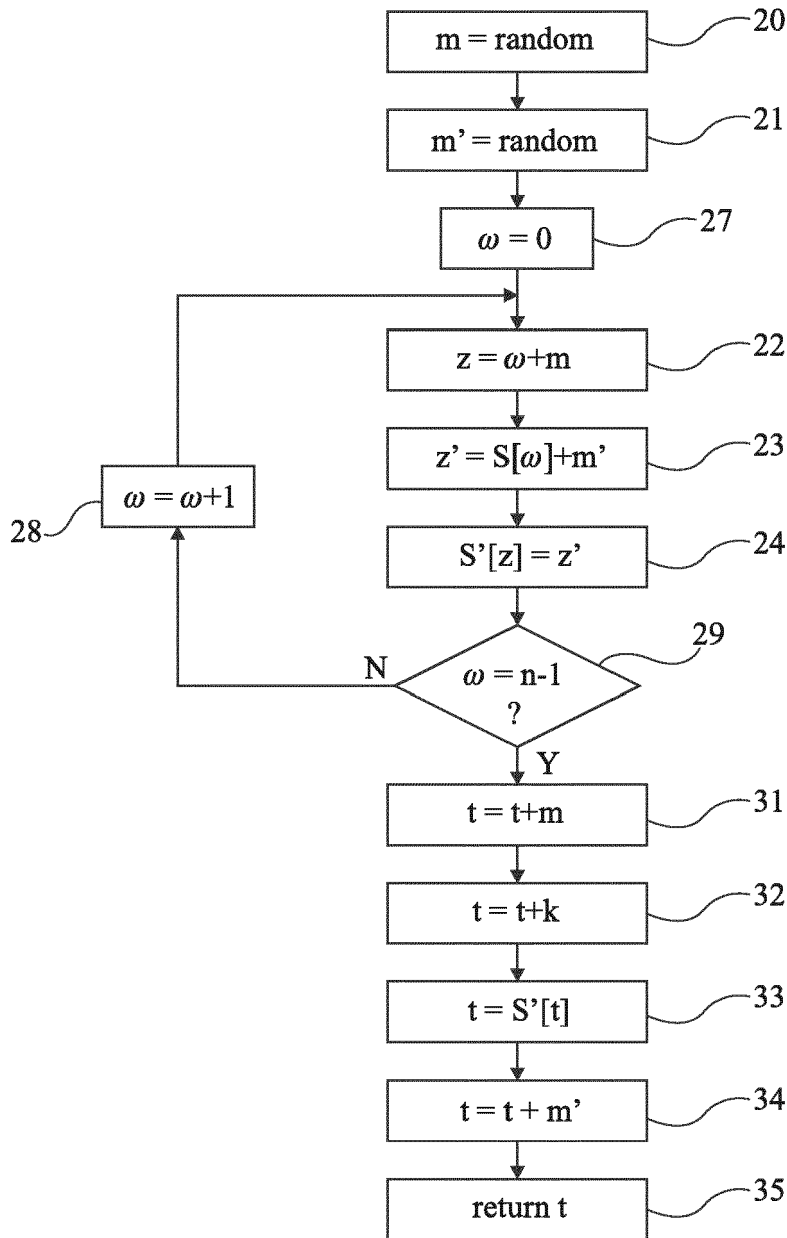 m = random
20
m’ = random
21
ω = 0
27
z = ω+m
22
z’ = S[ω]+m’
23
ω = ω+1
28
S’[z] = z’
24
ω = n-1
?
29
N
Y
t = t+m
31
t = t+k
32
t = S’[t]
33
t = t + m’
34
return t
35